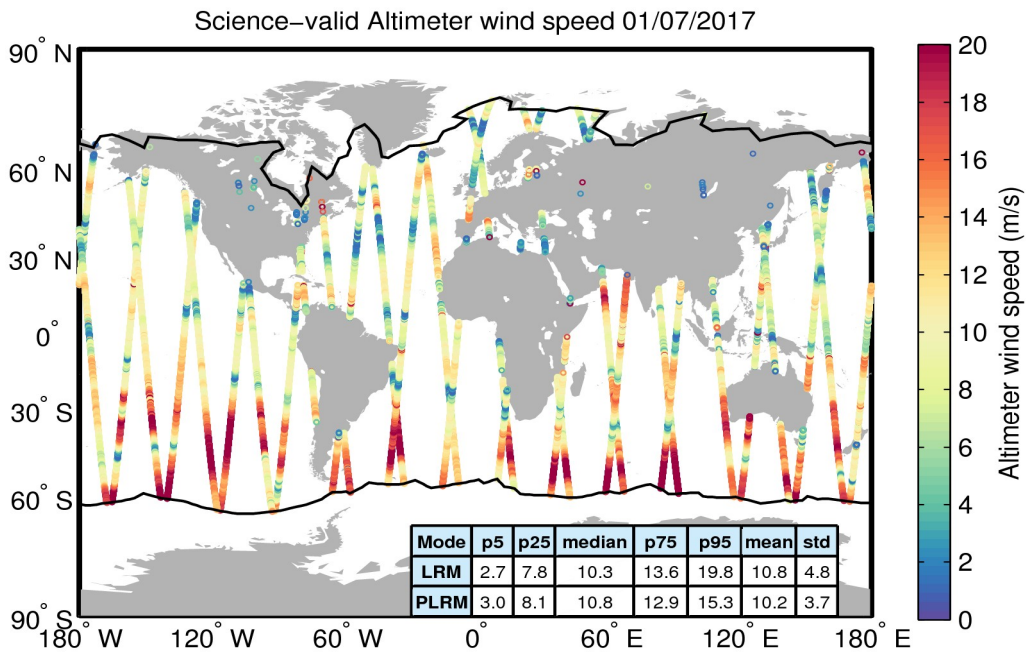 Science−valid Altimeter wind speed 01/07/2017
90° N
60° N
30° N
0°
30° S
60° S
90° S
180° W
120° W
60° W
0°
60° E
120° E
180° E
Mode p5 p25 median p75 p95 mean std
LRM 2.7 7.8 10.3 13.6 19.8 10.8 4.8
PLRM 3.0 8.1 10.8 12.9 15.3 10.2 3.7
20
18
16
14
12
10
8
6
4
2
0
Altimeter wind speed (m/s)